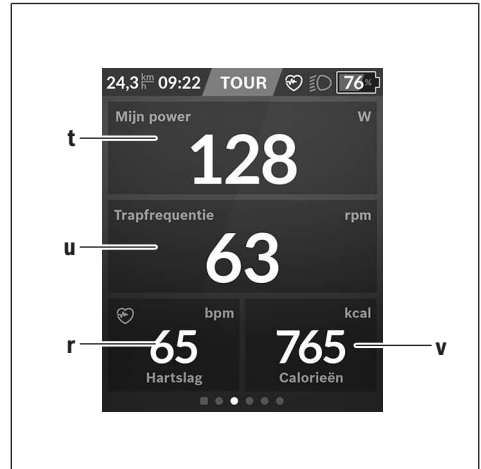 24,3 km/h 09:22 TOUR 76%
Mijn power W
t
128
Trapfrequentie rpm
u
63
bpm kcal
r 65 765 v
Hartslag Calorieën